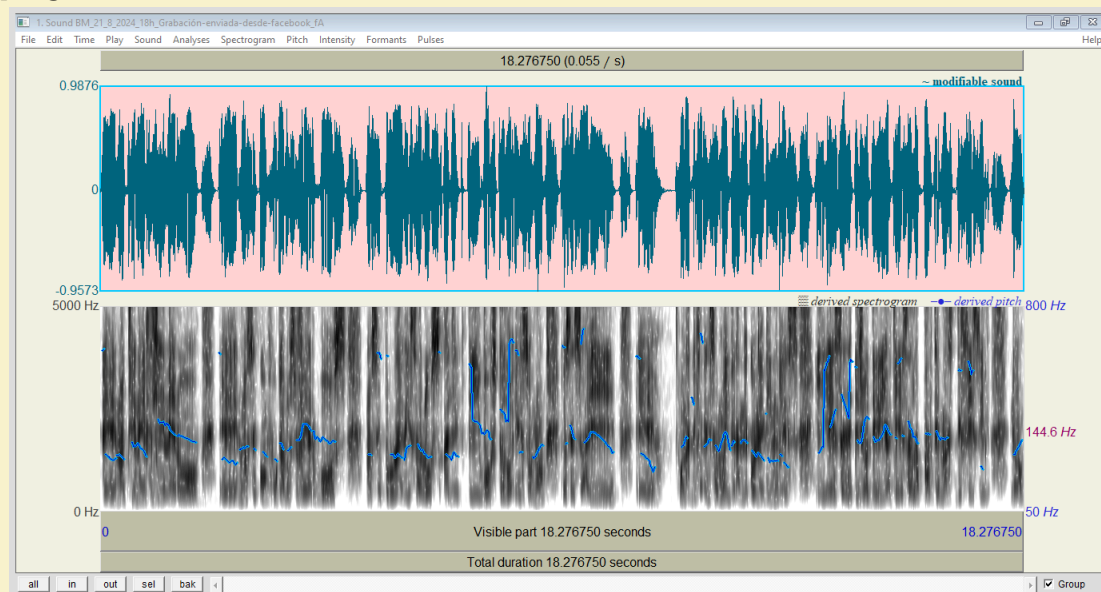 1. Sound BM_21_8_2024_18h_Grabación-enviada-desde-facebook_fA
File Edit Time Play Sound Analyses Spectrogram Pitch Intensity Formants Pulses Help
18.276750 (0.055 / s)
~ modifiable sound
0.9876
0
-0.9573
derived spectrogram derived pitch
5000 Hz 800 Hz
144.6 Hz
0 Hz 50 Hz
0 Visible part 18.276750 seconds 18.276750
Total duration 18.276750 seconds
all in out sel bak Group